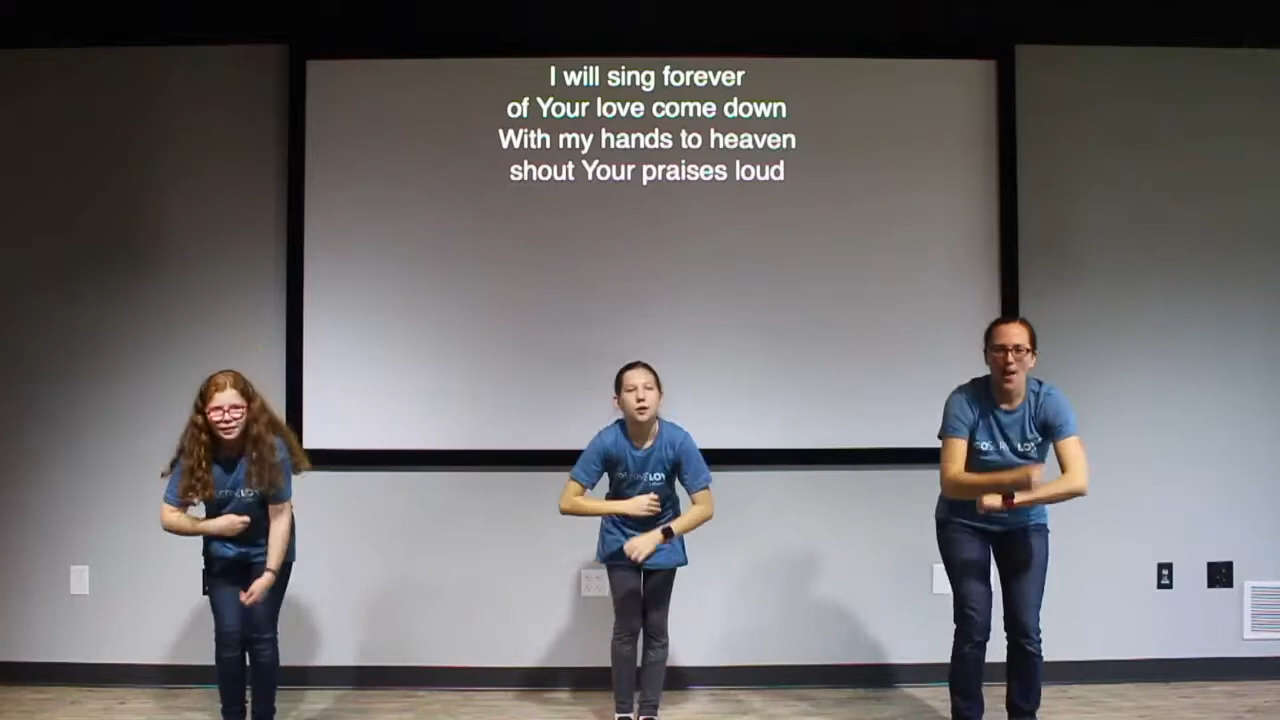 I will sing forever
of Your love come down
With my hands to heaven
shout Your praises loud